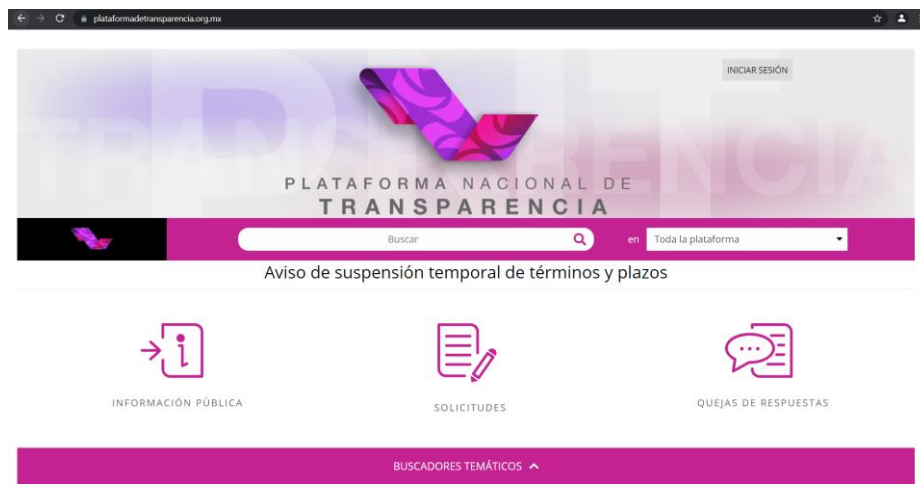 plataformadetransparencia.org.mx
PNT
TRANSPARENCIA
INICIAR SESIÓN
PLATAFORMA NACIONAL DE
TRANSPARENCIA
Buscar
en
Toda la plataforma
Aviso de suspensión temporal de términos y plazos
INFORMACIÓN PÚBLICA
SOLICITUDES
QUEJAS DE RESPUESTAS
BUSCADORES TEMÁTICOS